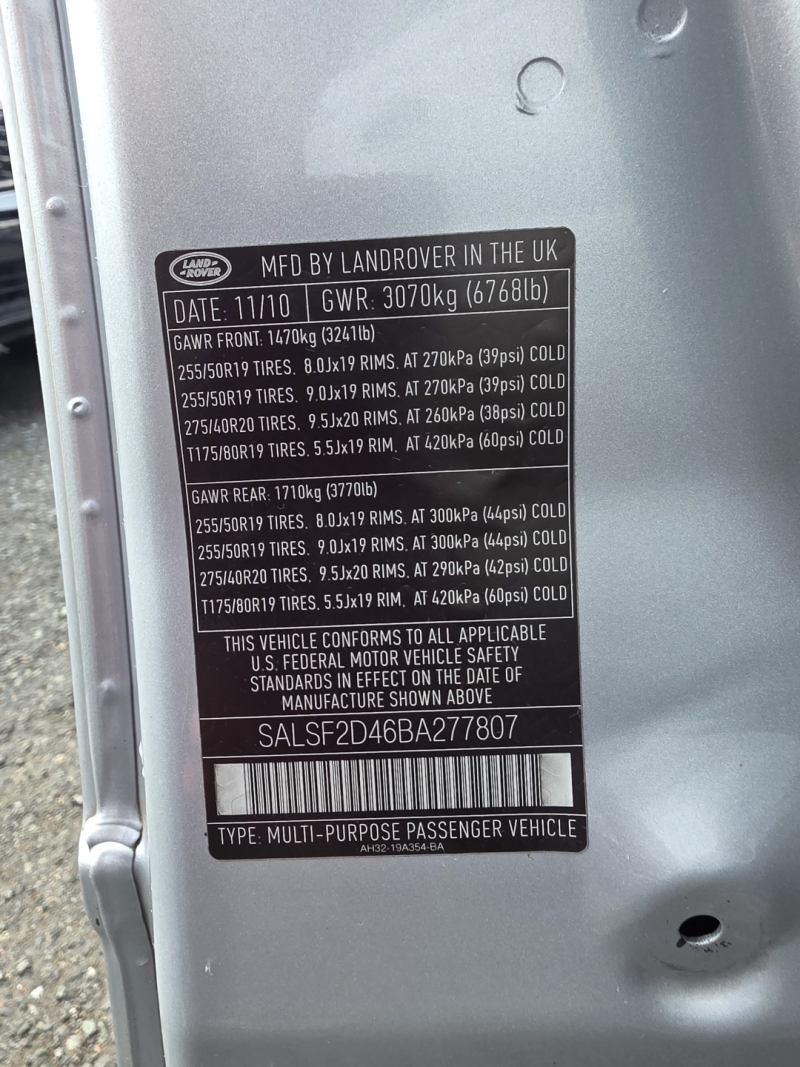 LAND-
-ROVER
MFD BY LANDROVER IN THE UK
DATE: 11/10 GWR: 3070kg (6768lb)
GAWR FRONT: 1470kg (3241lb)
255/50R19 TIRES. 8.0Jx19 RIMS. AT 270kPa (39psi) COLD
255/50R19 TIRES. 9.0Jx19 RIMS. AT 270kPa (39psi) COLD
275/40R20 TIRES. 9.5Jx20 RIMS. AT 260kPa (38psi) COLD
T175/80R19 TIRES. 5.5Jx19 RIM. AT 420kPa (60psi) COLD
GAWR REAR: 1710kg (3770lb)
255/50R19 TIRES. 8.0Jx19 RIMS. AT 300kPa (44psi) COLD
255/50R19 TIRES. 9.0Jx19 RIMS. AT 300kPa (44psi) COLD
275/40R20 TIRES. 9.5Jx20 RIMS. AT 290kPa (42psi) COLD
T175/80R19 TIRES. 5.5Jx19 RIM. AT 420kPa (60psi) COLD
THIS VEHICLE CONFORMS TO ALL APPLICABLE
U.S. FEDERAL MOTOR VEHICLE SAFETY
STANDARDS IN EFFECT ON THE DATE OF
MANUFACTURE SHOWN ABOVE
SALSF2D46BA277807
TYPE: MULTI-PURPOSE PASSENGER VEHICLE
AH32-19A354-BA